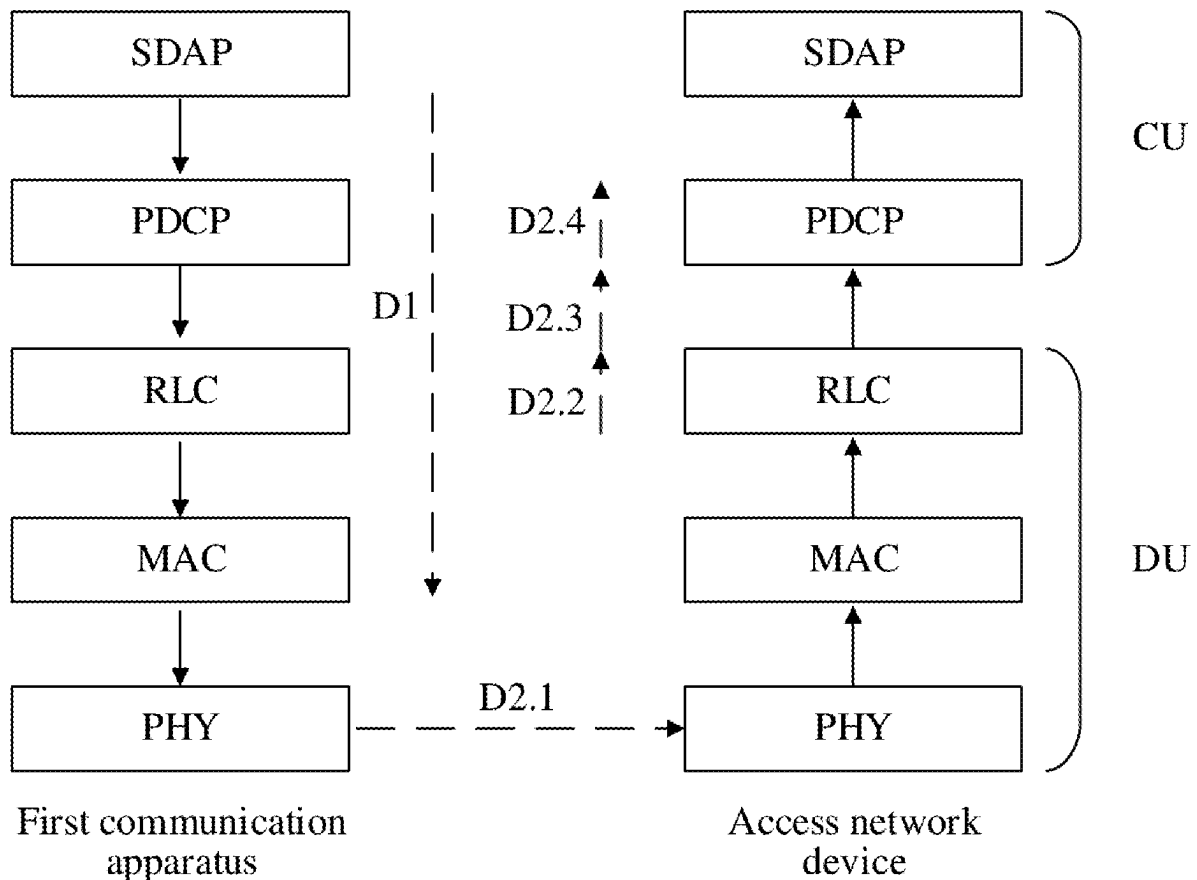 SDAP
PDCP
RLC
MAC
PHY
First communication
apparatus
D1
D2.4
D2.3
D2.2
D2.1
SDAP
PDCP
RLC
MAC
PHY
Access network
device
CU
DU